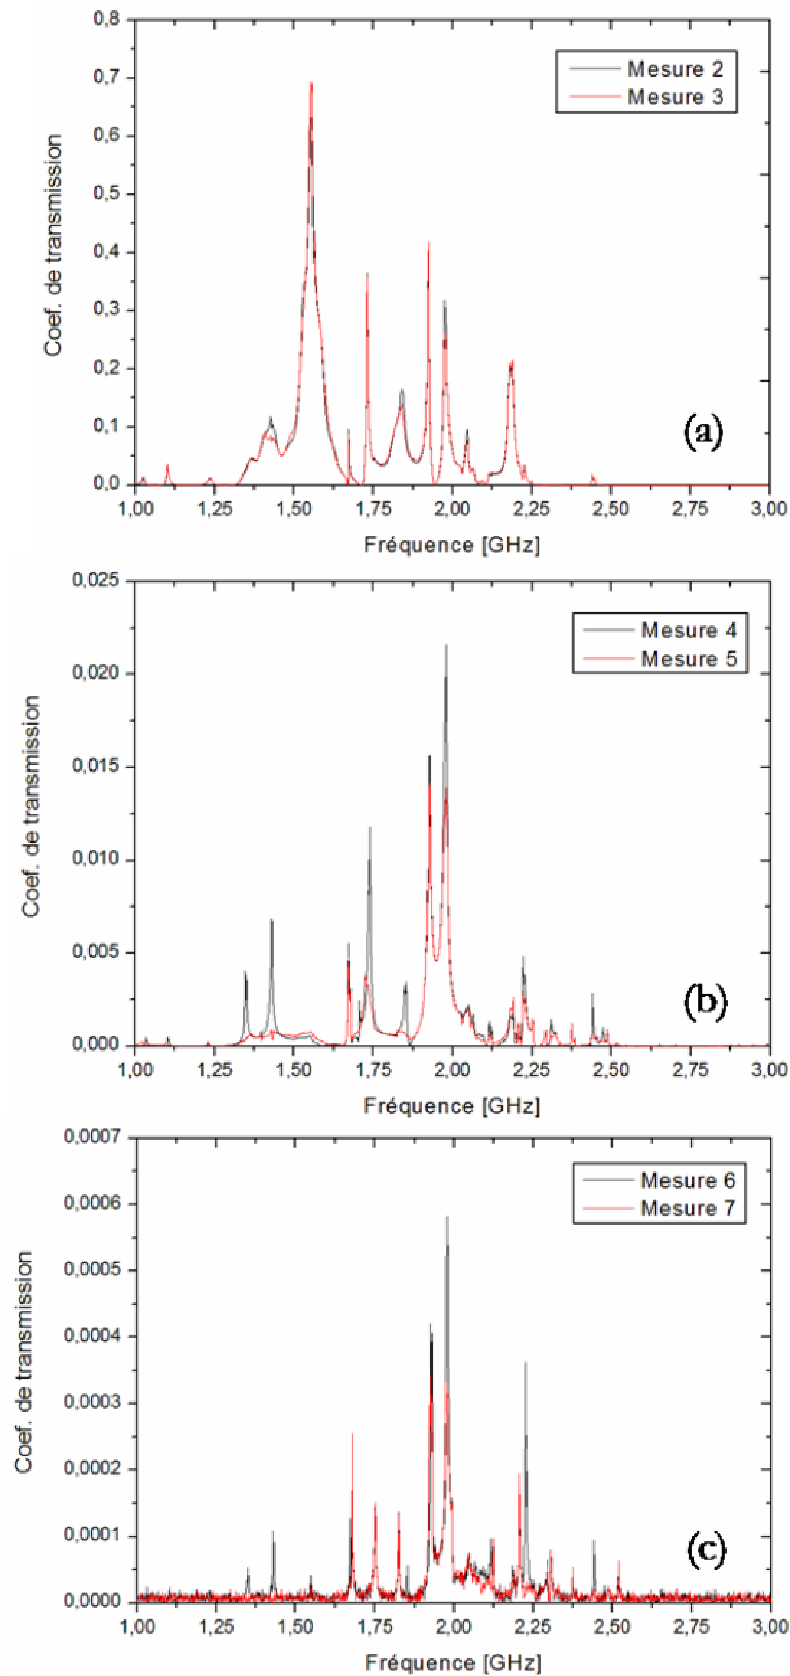 0,8
0,7
0,6
0,5
0,4
0,3
0,2
0,1
0,0
Coef. de transmission
Mesure 2
Mesure 3
(a)
1,00 1,25 1,50 1,75 2,00 2,25 2,50 2,75 3,00
Fréquence [GHz]
0,025
0,020
0,015
0,010
0,005
0,000
Coef. de transmission
Mesure 4
Mesure 5
(b)
1,00 1,25 1,50 1,75 2,00 2,25 2,50 2,75 3,00
Fréquence [GHz]
0,0007
0,0006
0,0005
0,0004
0,0003
0,0002
0,0001
0,0000
Coef. de transmission
Mesure 6
Mesure 7
(c)
1,00 1,25 1,50 1,75 2,00 2,25 2,50 2,75 3,00
Fréquence [GHz]